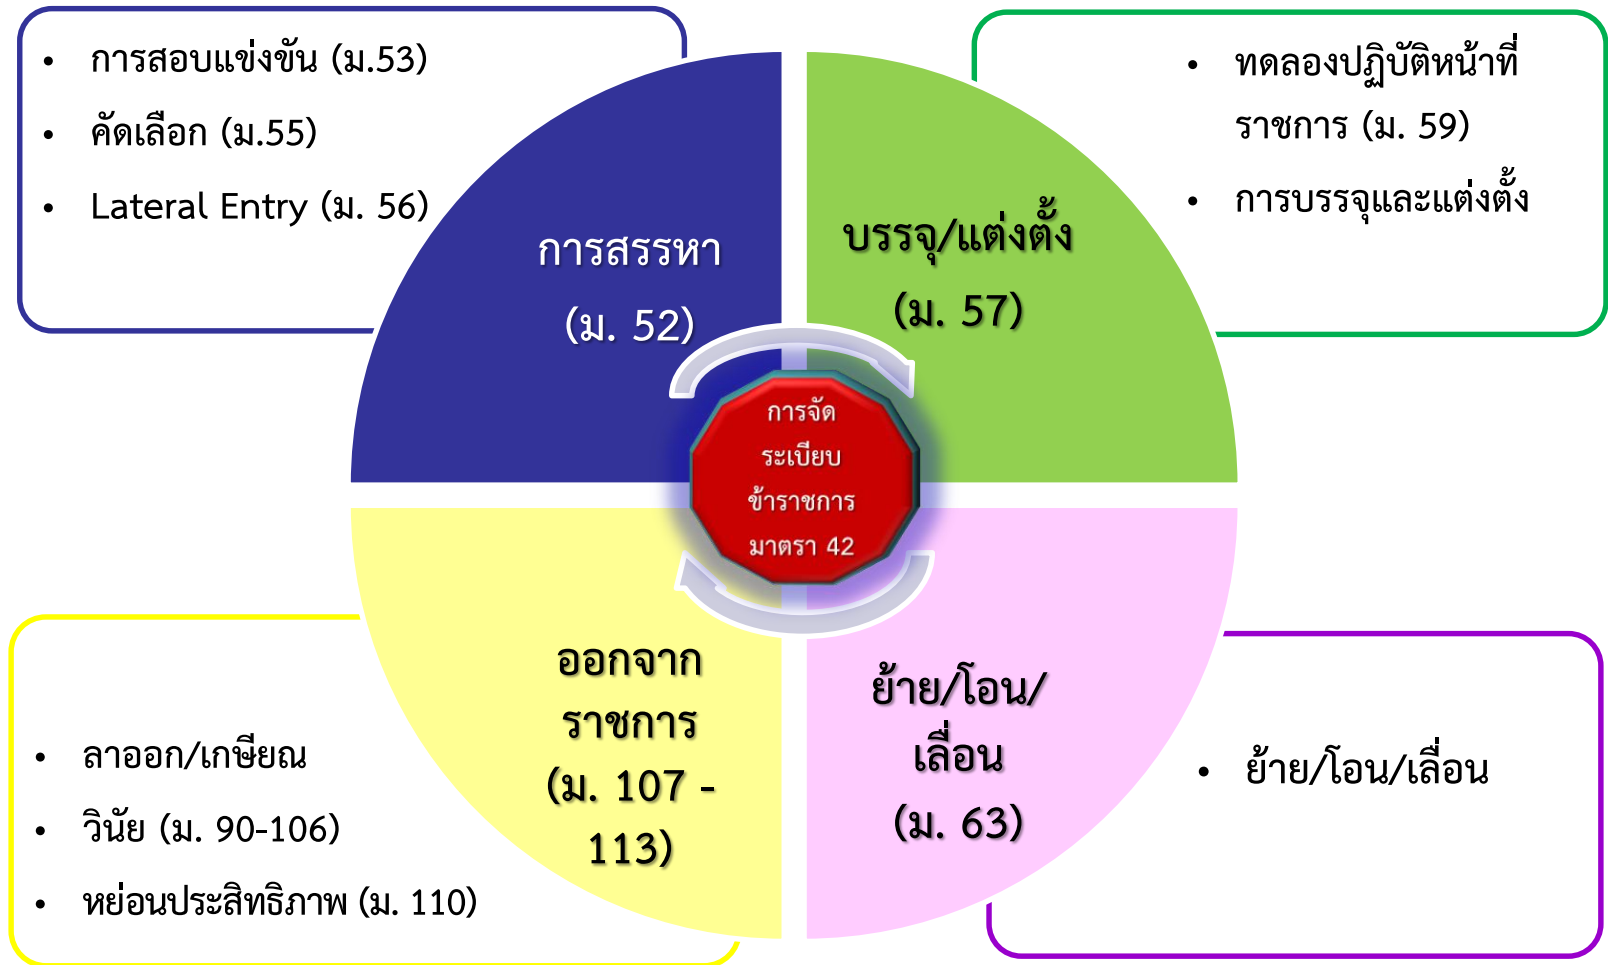 • การสอบแข่งขัน (ม.53)
• คัดเลือก (ม.55)
• Lateral Entry (ม. 56)
การสรรหา
(ม. 52)
• ทดลองปฏิบัติหน้าที่
ราชการ (ม. 59)
• การบรรจุและแต่งตั้ง
บรรจุ/แต่งตั้ง
(ม. 57)
การจัด
ระเบียบ
ข้าราชการ
มาตรา 42
ออกจาก
ราชการ
(ม. 107 -
113)
• ลาออก/เกษียณ
• วินัย (ม. 90-106)
• หย่อนประสิทธิภาพ (ม. 110)
ย้าย/โอน/
เลื่อน
(ม. 63)
• ย้าย/โอน/เลื่อน